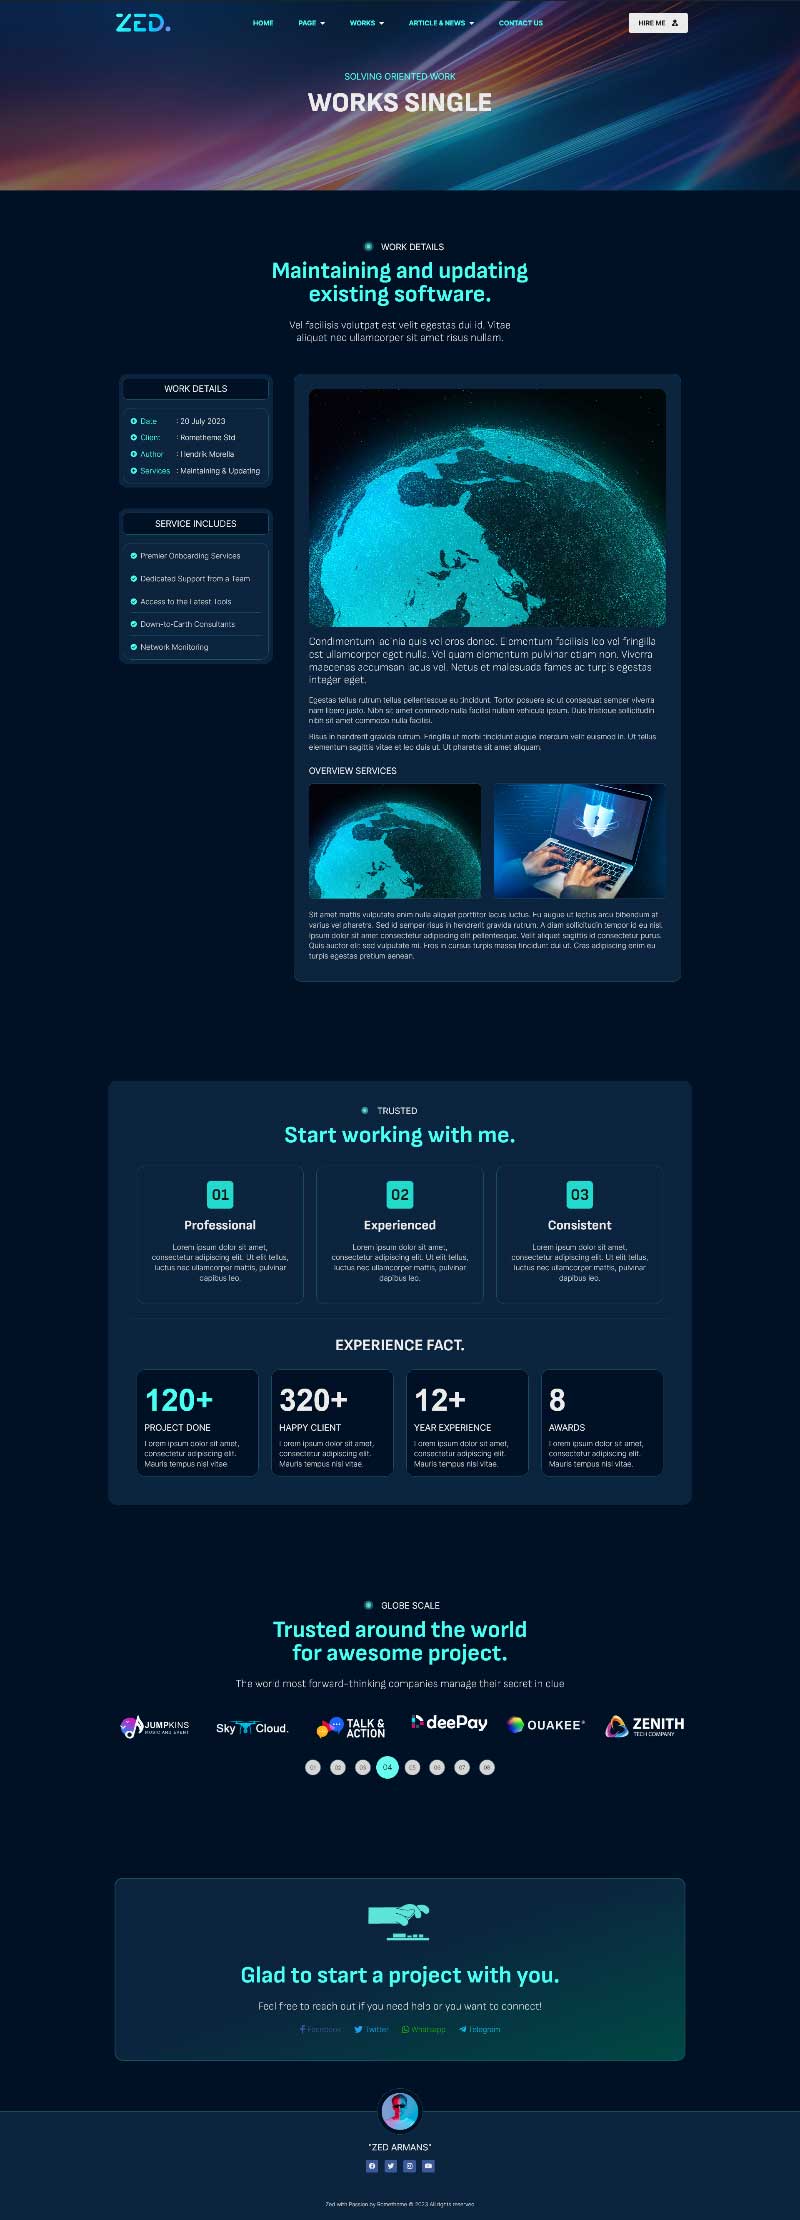 ZED.
HOME PAGE WORKS ARTICLE & NEWS CONTACT US
HIRE ME
SOLVING ORIENTED WORK
WORKS SINGLE
WORK DETAILS
Maintaining and updating
existing software.
Vel facilisis volutpat est velit egestas dui id. Vitae
aliquet nec ullamcorper sit amet risus nullam.
WORK DETAILS
Date : 20 July 2023
Client : Rometheme Std
Author : Hendrik Morella
Services : Maintaining & Updating
SERVICE INCLUDES
Premier Onboarding Services
Dedicated Support from a Team
Access to the Latest Tools
Down-to-Earth Consultants
Network Monitoring
Condimentum lacinia quis vel eros donec. Elementum facilisis leo vel fringilla
est ullamcorper eget nulla. Vel quam elementum pulvinar etiam non. Viverra
maecenas accumsan lacus vel. Netus et malesuada fames ac turpis egestas
integer eget.
Egestas tellus rutrum tellus pellentesque eu tincidunt. Tortor posuere ac ut consequat semper viverra
nam libero justo. Nibh sit amet commodo nulla facilisi nullam vehicula ipsum. Duis tristique sollicitudin
nibh sit amet commodo nulla facilisi.
Risus in hendrerit gravida rutrum. Fringilla ut morbi tincidunt augue interdum velit euismod in. Ut tellus
elementum sagittis vitae et leo duis ut. Ut pharetra sit amet aliquam.
OVERVIEW SERVICES
Sit amet mattis vulputate enim nulla aliquet porttitor lacus luctus. Eu augue ut lectus arcu bibendum at
varius vel pharetra. Sed id semper risus in hendrerit gravida rutrum. A diam sollicitudin tempor id eu nisl.
Ipsum dolor sit amet consectetur adipiscing elit pellentesque. Velit aliquet sagittis id consectetur purus.
Quis auctor elit sed vulputate mi. Eros in cursus turpis massa tincidunt dui ut. Cras adipiscing enim eu
turpis egestas pretium aenean.
TRUSTED
Start working with me.
01
Professional
Lorem ipsum dolor sit amet,
consectetur adipiscing elit. Ut elit tellus,
luctus nec ullamcorper mattis, pulvinar
dapibus leo.
02
Experienced
Lorem ipsum dolor sit amet,
consectetur adipiscing elit. Ut elit tellus,
luctus nec ullamcorper mattis, pulvinar
dapibus leo.
03
Consistent
Lorem ipsum dolor sit amet,
consectetur adipiscing elit. Ut elit tellus,
luctus nec ullamcorper mattis, pulvinar
dapibus leo.
EXPERIENCE FACT.
120+
PROJECT DONE
Lorem ipsum dolor sit amet,
consectetur adipiscing elit.
Mauris tempus nisl vitae.
320+
HAPPY CLIENT
Lorem ipsum dolor sit amet,
consectetur adipiscing elit.
Mauris tempus nisl vitae.
12+
YEAR EXPERIENCE
Lorem ipsum dolor sit amet,
consectetur adipiscing elit.
Mauris tempus nisl vitae.
8
AWARDS
Lorem ipsum dolor sit amet,
consectetur adipiscing elit.
Mauris tempus nisl vitae.
GLOBE SCALE
Trusted around the world
for awesome project.
The world most forward-thinking companies manage their secret in clue
JUMPKINS
MUSIC AND EVENT
Sky Cloud.
TALK &
ACTION
deePay
OUAKEE®
ZENITH
TECH COMPANY
01 02 03 04 05 06 07 08
Glad to start a project with you.
Feel free to reach out if you need help or you want to connect!
Facebook Twitter Whatsapp Telegram
"ZED ARMANS"
Zed with Passion by Rometheme © 2023 All rights reserved